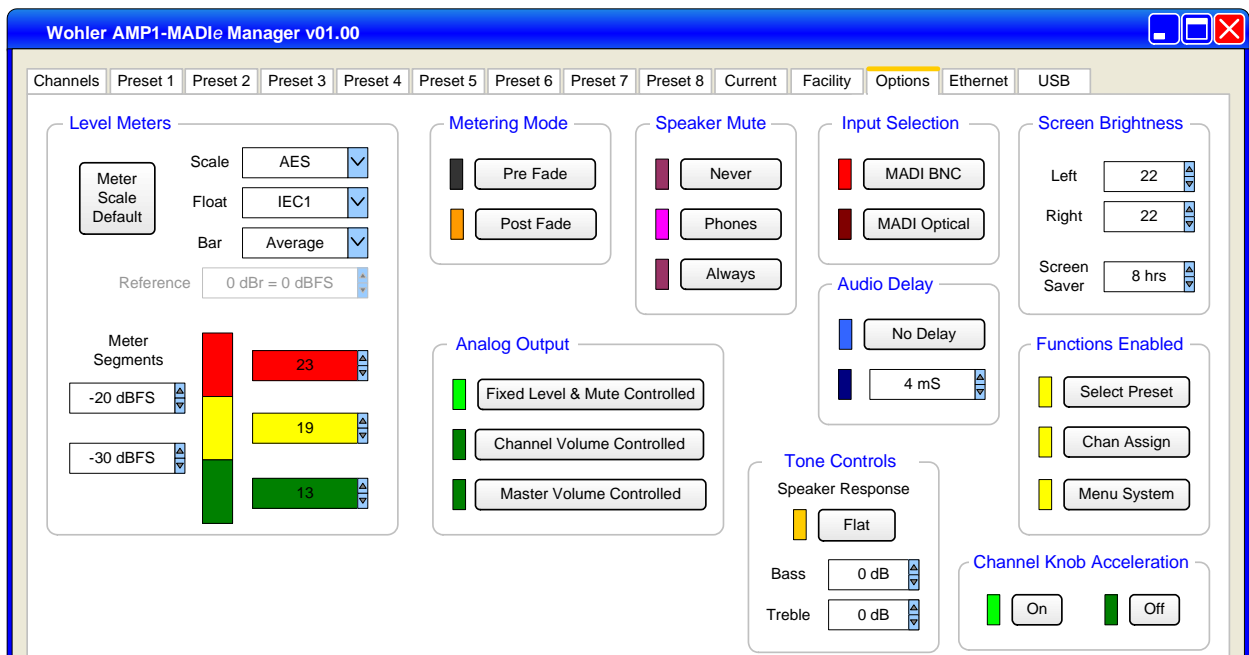 Wohler AMP1-MADIe Manager v01.00
Channels Preset 1 Preset 2 Preset 3 Preset 4 Preset 5 Preset 6 Preset 7 Preset 8 Current Facility Options Ethernet USB
Level Meters
Meter
Scale
Default
Scale AES
Float IEC1
Bar Average
Reference 0 dBr = 0 dBFS
Meter
Segments
-20 dBFS
-30 dBFS
23
19
13
Metering Mode
Pre Fade
Post Fade
Speaker Mute
Never
Phones
Always
Input Selection
MADI BNC
MADI Optical
Screen Brightness
Left 22
Right 22
Screen
Saver
8 hrs
Analog Output
Fixed Level & Mute Controlled
Channel Volume Controlled
Master Volume Controlled
Audio Delay
No Delay
4 mS
Functions Enabled
Select Preset
Chan Assign
Menu System
Tone Controls
Speaker Response
Flat
Bass 0 dB
Treble 0 dB
Channel Knob Acceleration
On Off